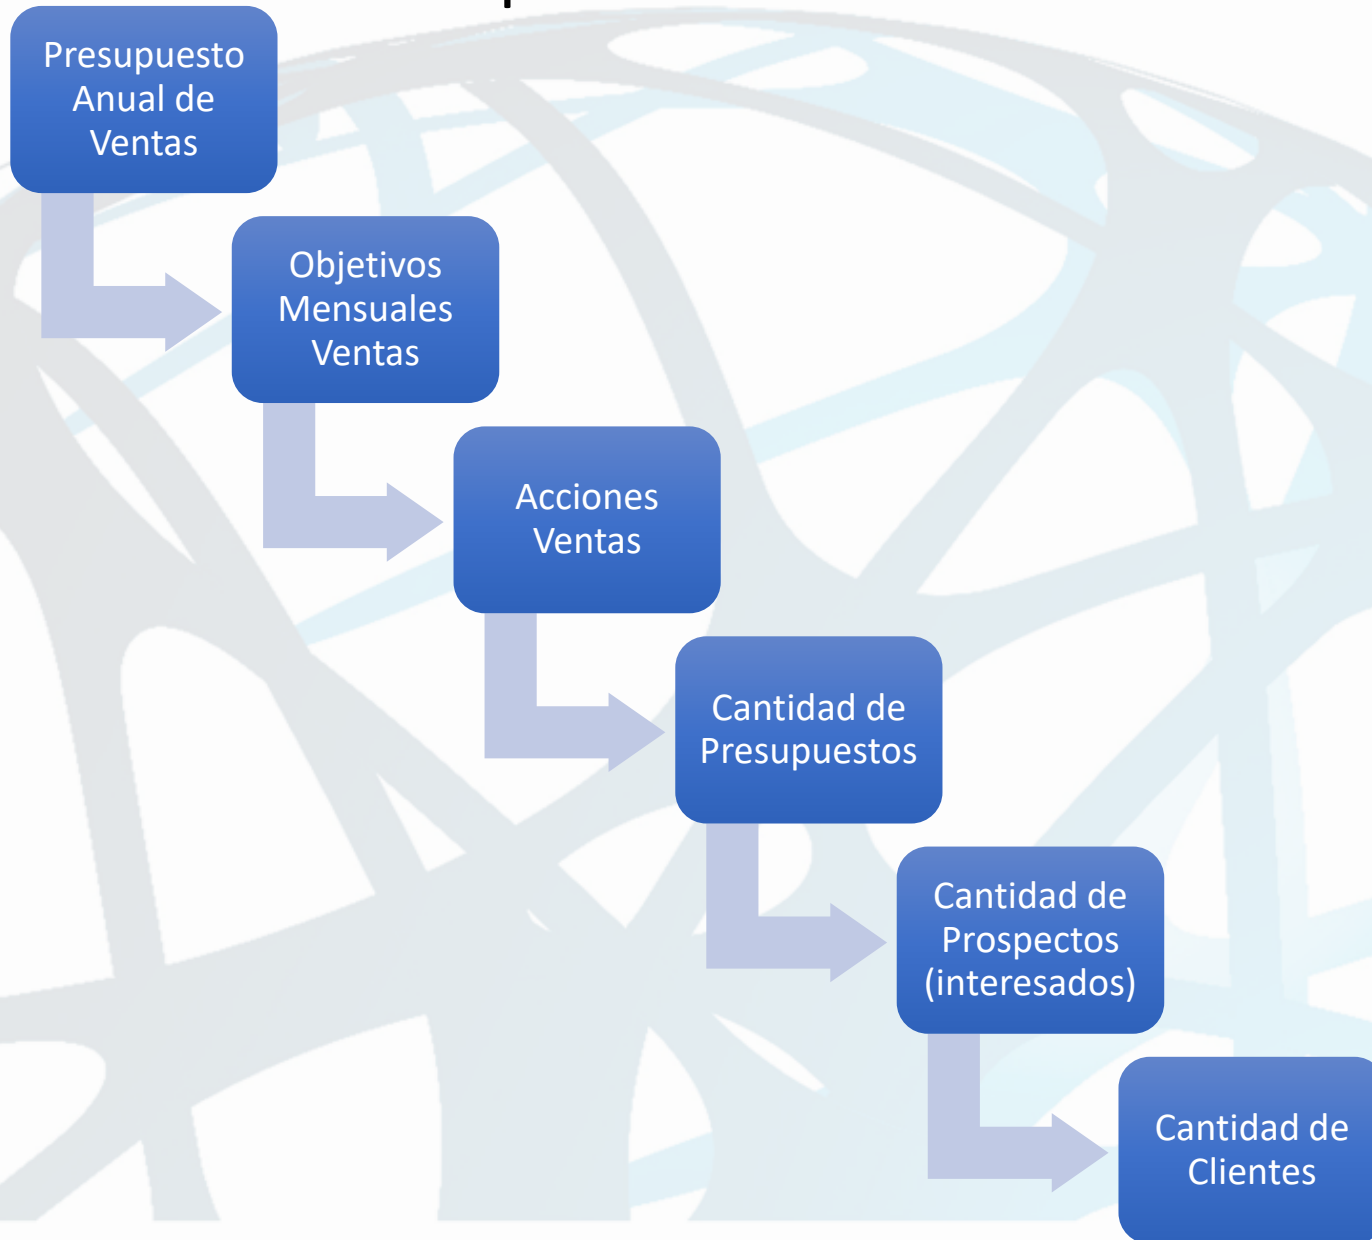 Presupuesto
Anual de
Ventas
Objetivos
Mensuales
Ventas
Acciones
Ventas
Cantidad de
Presupuestos
Cantidad de
Prospectos
(interesados)
Cantidad de
Clientes